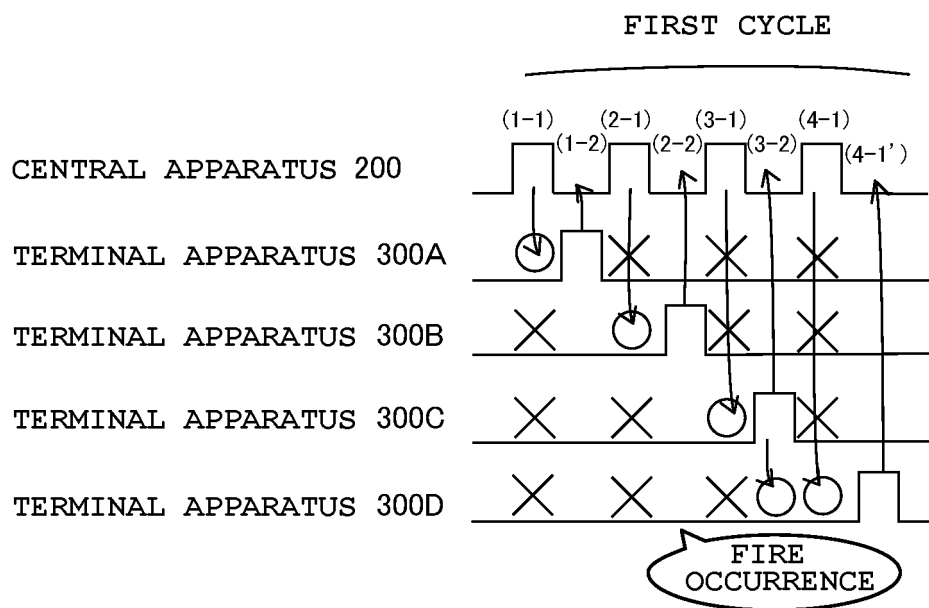 FIRST CYCLE
(1-1) (2-1) (3-1) (4-1)
(1-2) (2-2) (3-2) (4-1')
CENTRAL APPARATUS 200
TERMINAL APPARATUS 300A
TERMINAL APPARATUS 300B
TERMINAL APPARATUS 300C
TERMINAL APPARATUS 300D
FIRE
OCCURRENCE